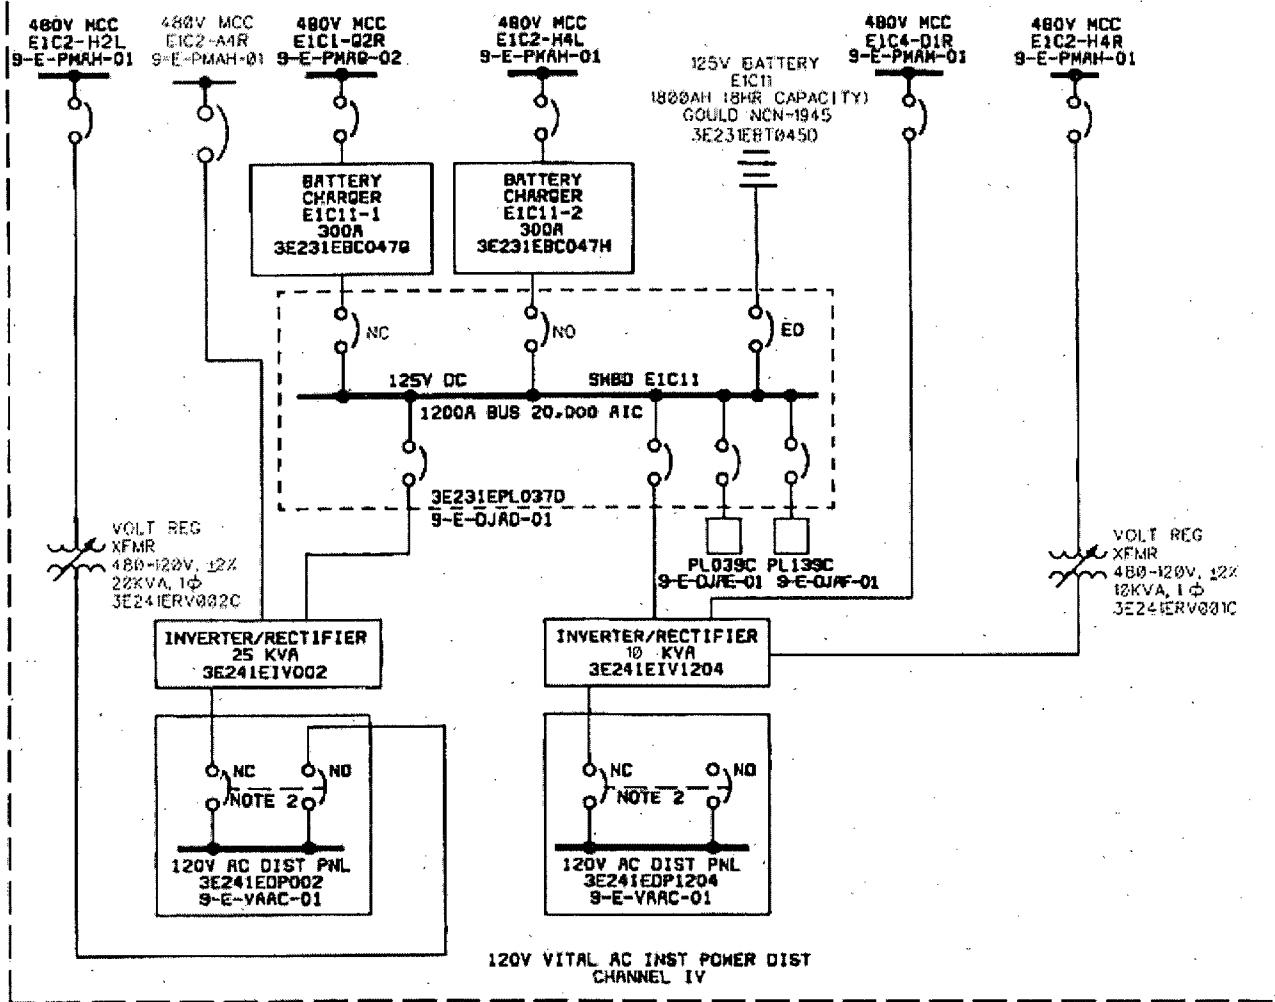 480V MCC
E1C2-H2L
9-E-PMAH-01
480V MCC
E1C2-A4R
9-E-PMAH-01
480V MCC
E1C1-G2R
9-E-PMAG-02
480V MCC
E1C2-H4L
9-E-PMAH-01
125V BATTERY
E1C11
1800AH (8HR CAPACITY)
GOULD NCN-1945
3E231EBT045D
480V MCC
E1C4-D1R
9-E-PMAM-01
480V MCC
E1C2-H4R
9-E-PMAH-01
BATTERY
CHARGER
E1C11-1
300A
3E231EBC047G
BATTERY
CHARGER
E1C11-2
300A
3E231EBC047H
NC
NO
ED
125V DC
SWBD E1C11
1200A BUS 20,000 AIC
3E231EPL037D
9-E-DJAD-01
PL039C
9-E-DJAE-01
PL139C
9-E-DJAF-01
VOLT REG
XFMR
480-120V, ±2%
22KVA, 1ϕ
3E241ERV002C
VOLT REG
XFMR
480-120V, ±2%
10KVA, 1ϕ
3E241ERV001C
INVERTER/RECTIFIER
25 KVA
3E241EIV002
INVERTER/RECTIFIER
10 KVA
3E241EIV1204
NC
NO
NOTE 2
120V AC DIST PNL
3E241EDP002
9-E-VAAC-01
NC
NO
NOTE 2
120V AC DIST PNL
3E241EDP1204
9-E-VAAC-01
120V VITAL AC INST POWER DIST
CHANNEL IV